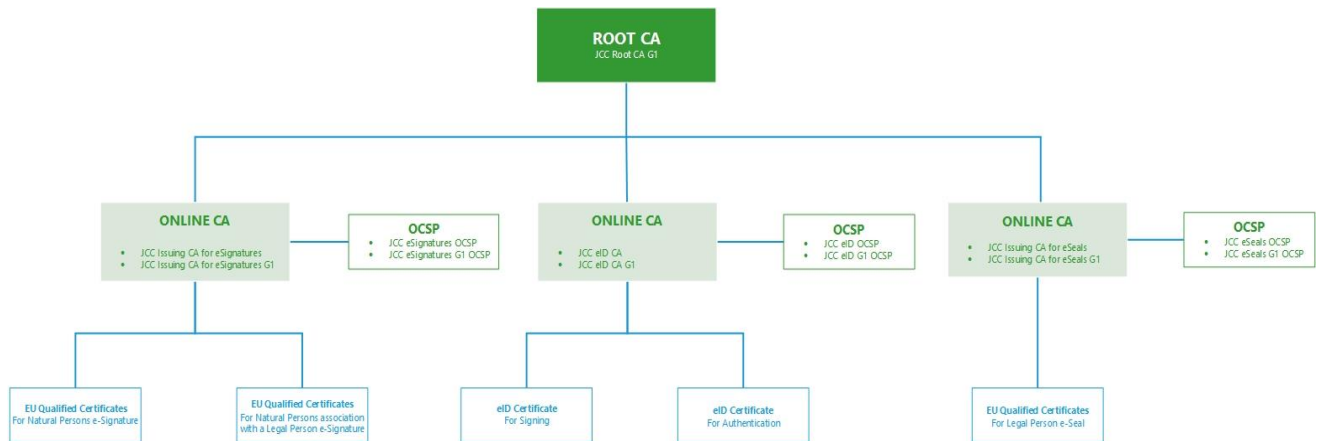 ROOT CA
JCC Root CA G1
ONLINE CA
• JCC Issuing CA for eSignatures
• JCC Issuing CA for eSignatures G1
OCSP
• JCC eSignatures OCSP
• JCC eSignatures G1 OCSP
ONLINE CA
• JCC eID CA
• JCC eID CA G1
OCSP
• JCC eID OCSP
• JCC eID G1 OCSP
ONLINE CA
• JCC Issuing CA for eSeals
• JCC Issuing CA for eSeals G1
OCSP
• JCC eSeals OCSP
• JCC eSeals G1 OCSP
EU Qualified Certificates
For Natural Persons e-Signature
EU Qualified Certificates
For Natural Persons association
with a Legal Person e-Signature
eID Certificate
For Signing
eID Certificate
For Authentication
EU Qualified Certificates
For Legal Person e-Seal